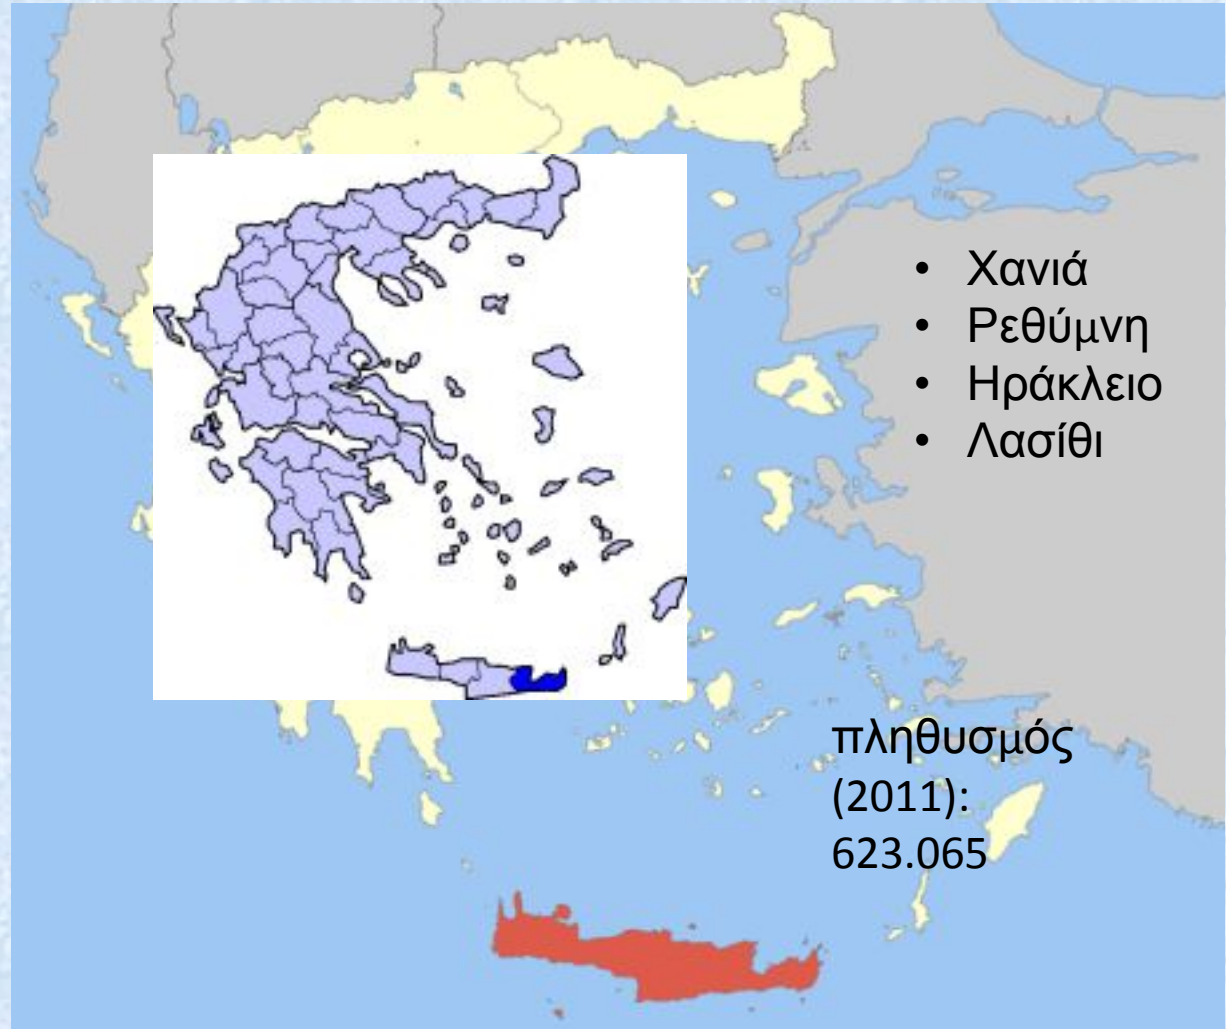 • Χανιά
• Ρεθύμνη
• Ηράκλειο
• Λασίθι
πληθυσμός
(2011):
623.065